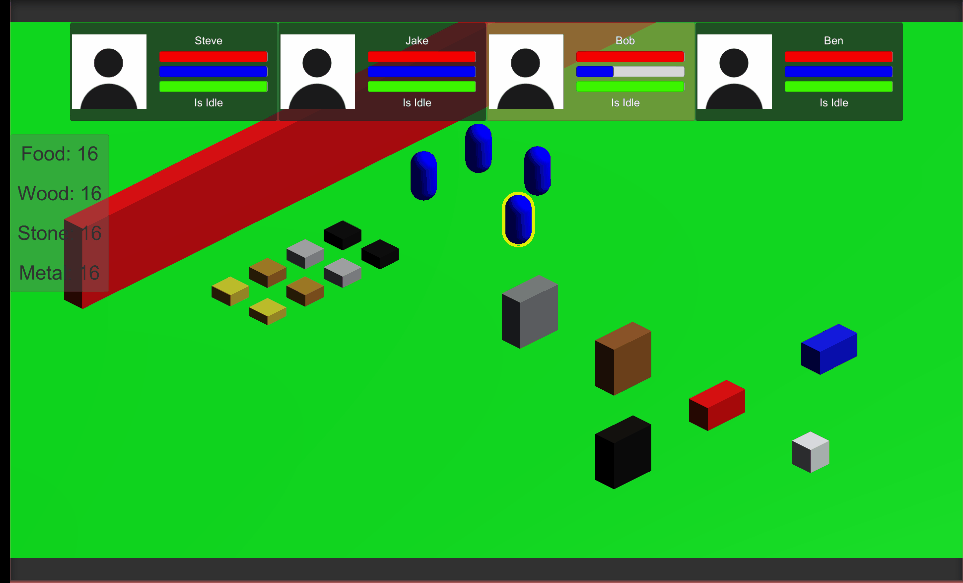 Steve
Is Idle
Jake
Is Idle
Bob
Is Idle
Ben
Is Idle
Food: 16
Wood: 16
Stone: 16
Metal: 16